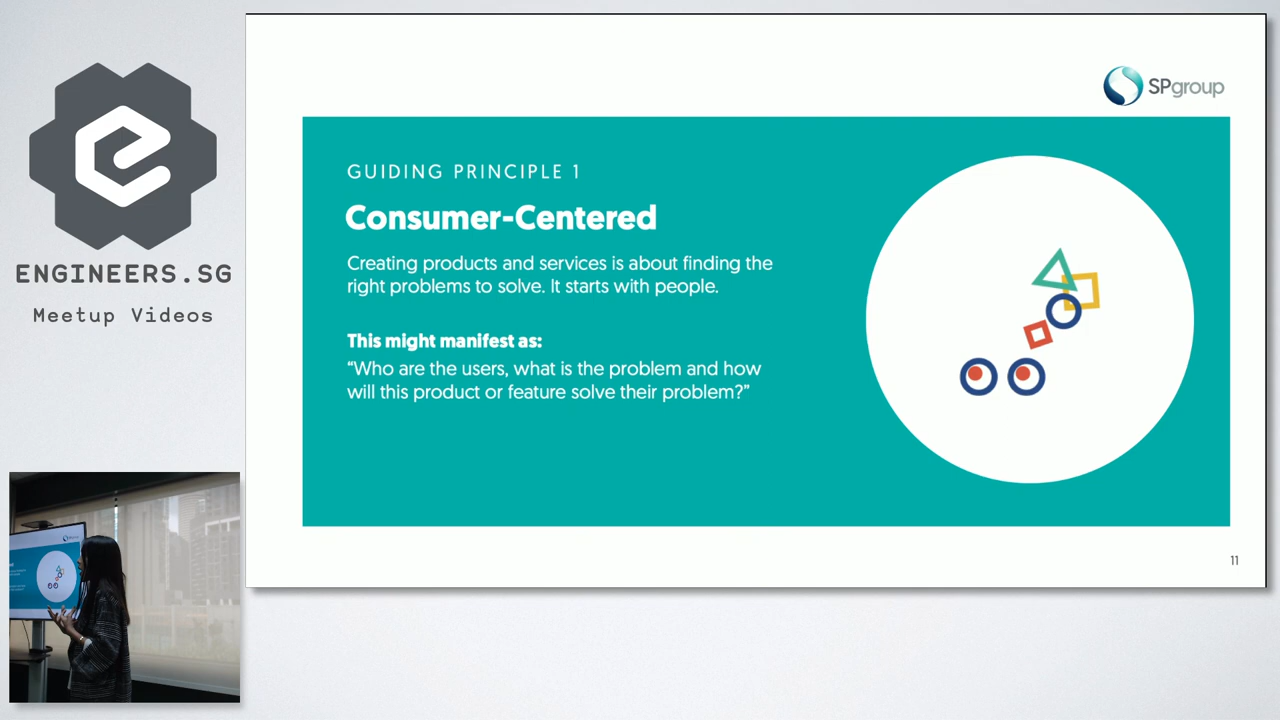 ENGINEERS.SG
Meetup Videos
SPgroup
GUIDING PRINCIPLE 1
Consumer-Centered
Creating products and services is about finding the
right problems to solve. It starts with people.
This might manifest as:
“Who are the users, what is the problem and how
will this product or feature solve their problem?”
11